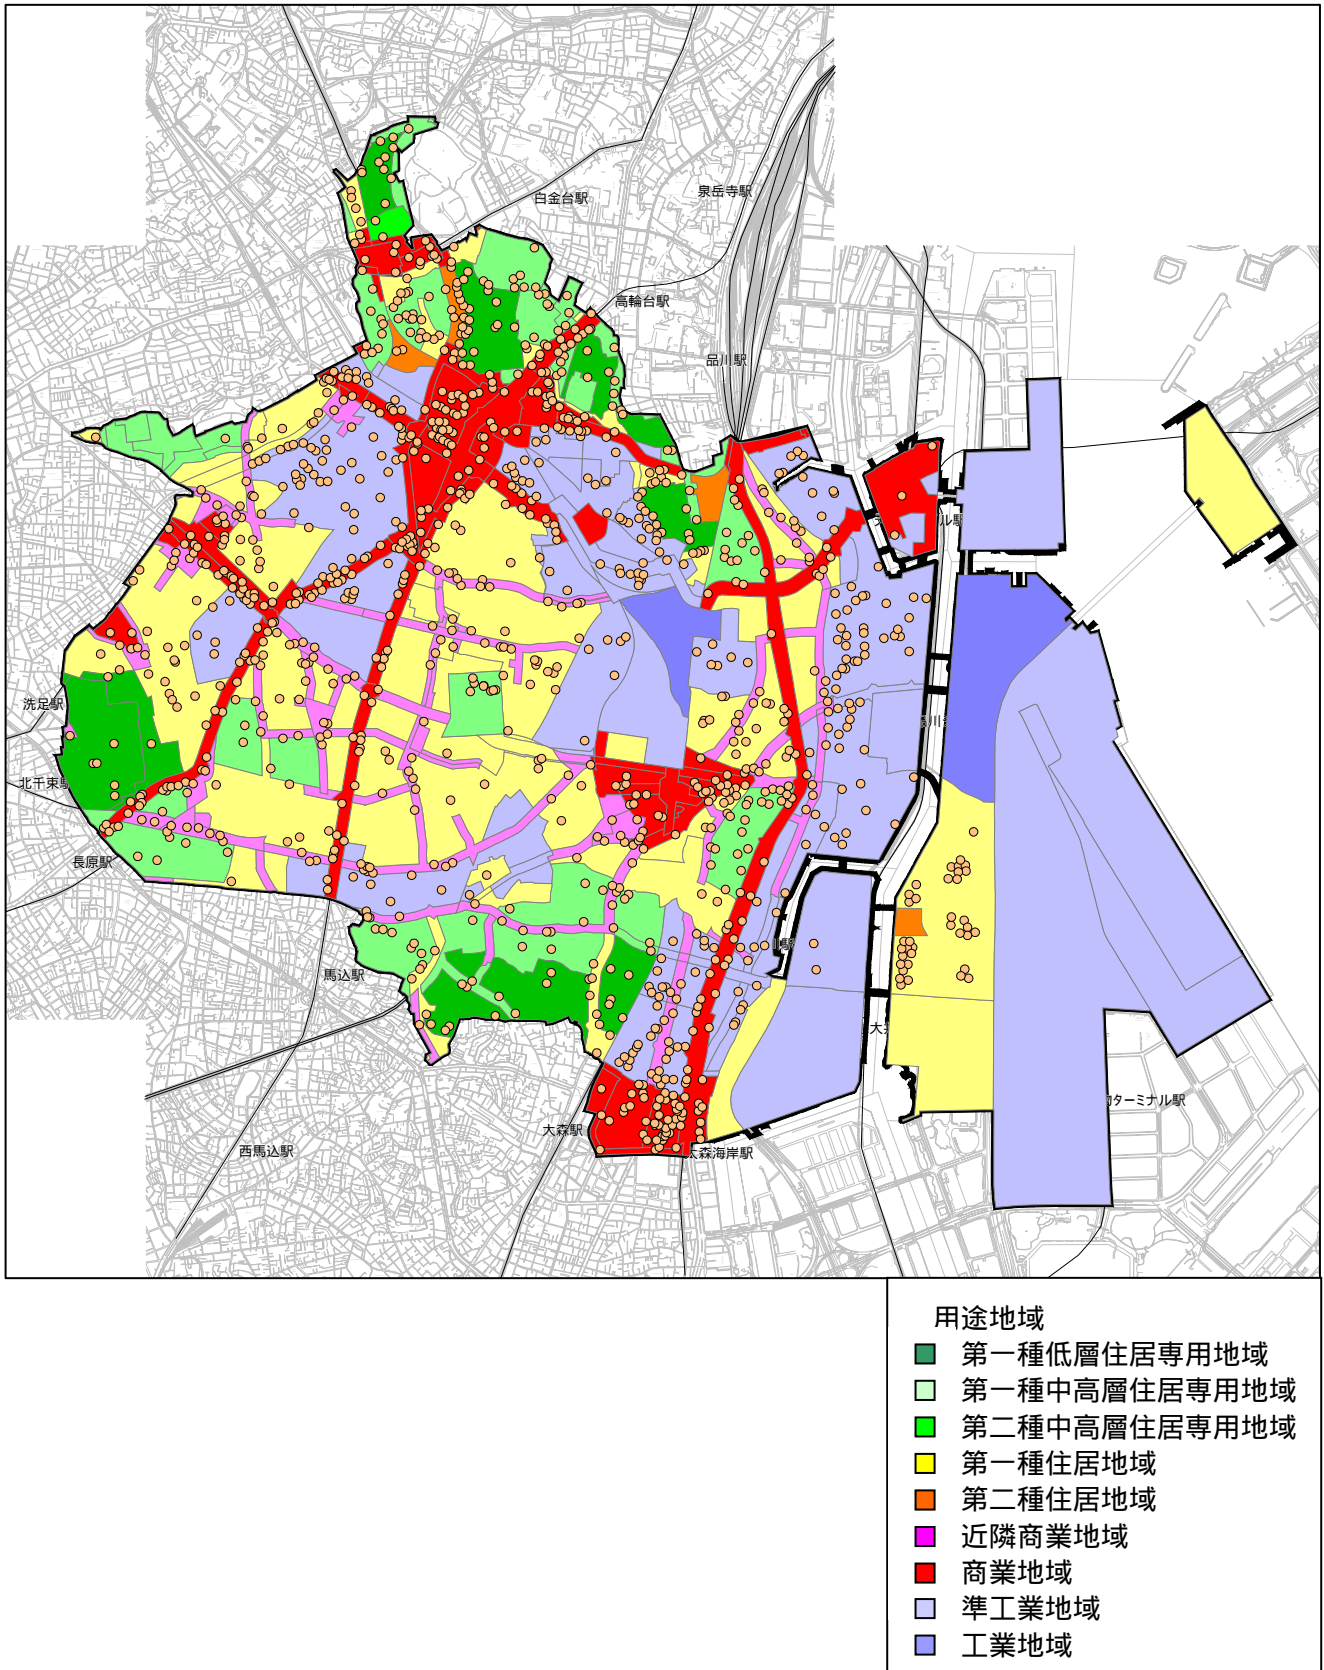 白金台駅
泉岳寺駅
高輪台駅
品川駅
洗足駅
北千束駅
長原駅
馬込駅
西馬込駅
大森駅
大森海岸駅
ターミナル駅
用途地域
第一種低層住居専用地域
第一種中高層住居専用地域
第二種中高層住居専用地域
第一種住居地域
第二種住居地域
近隣商業地域
商業地域
準工業地域
工業地域